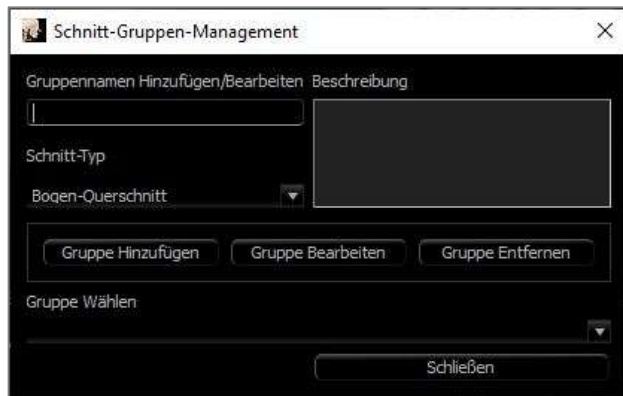 Schnitt-Gruppen-Management
Gruppennamen Hinzufügen/Bearbeiten Beschreibung
Schnitt-Typ
Bogen-Querschnitt
Gruppe Hinzufügen Gruppe Bearbeiten Gruppe Entfernen
Gruppe Wählen
Schließen